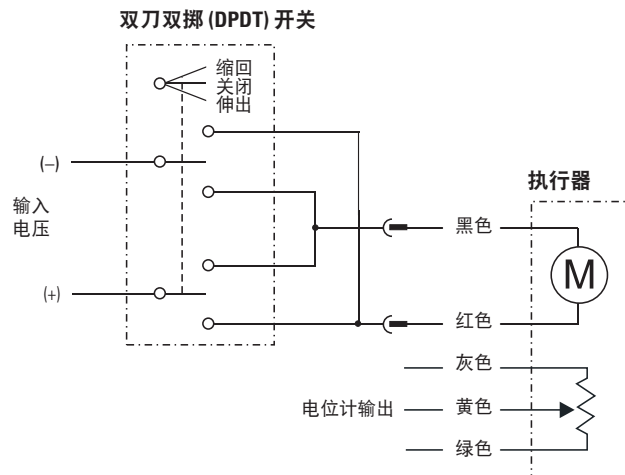 双刀双掷 (DPDT) 开关
缩回
关闭
伸出
(–)
输入
电压
(+)
执行器
黑色
M
红色
灰色
电位计输出
黄色
绿色